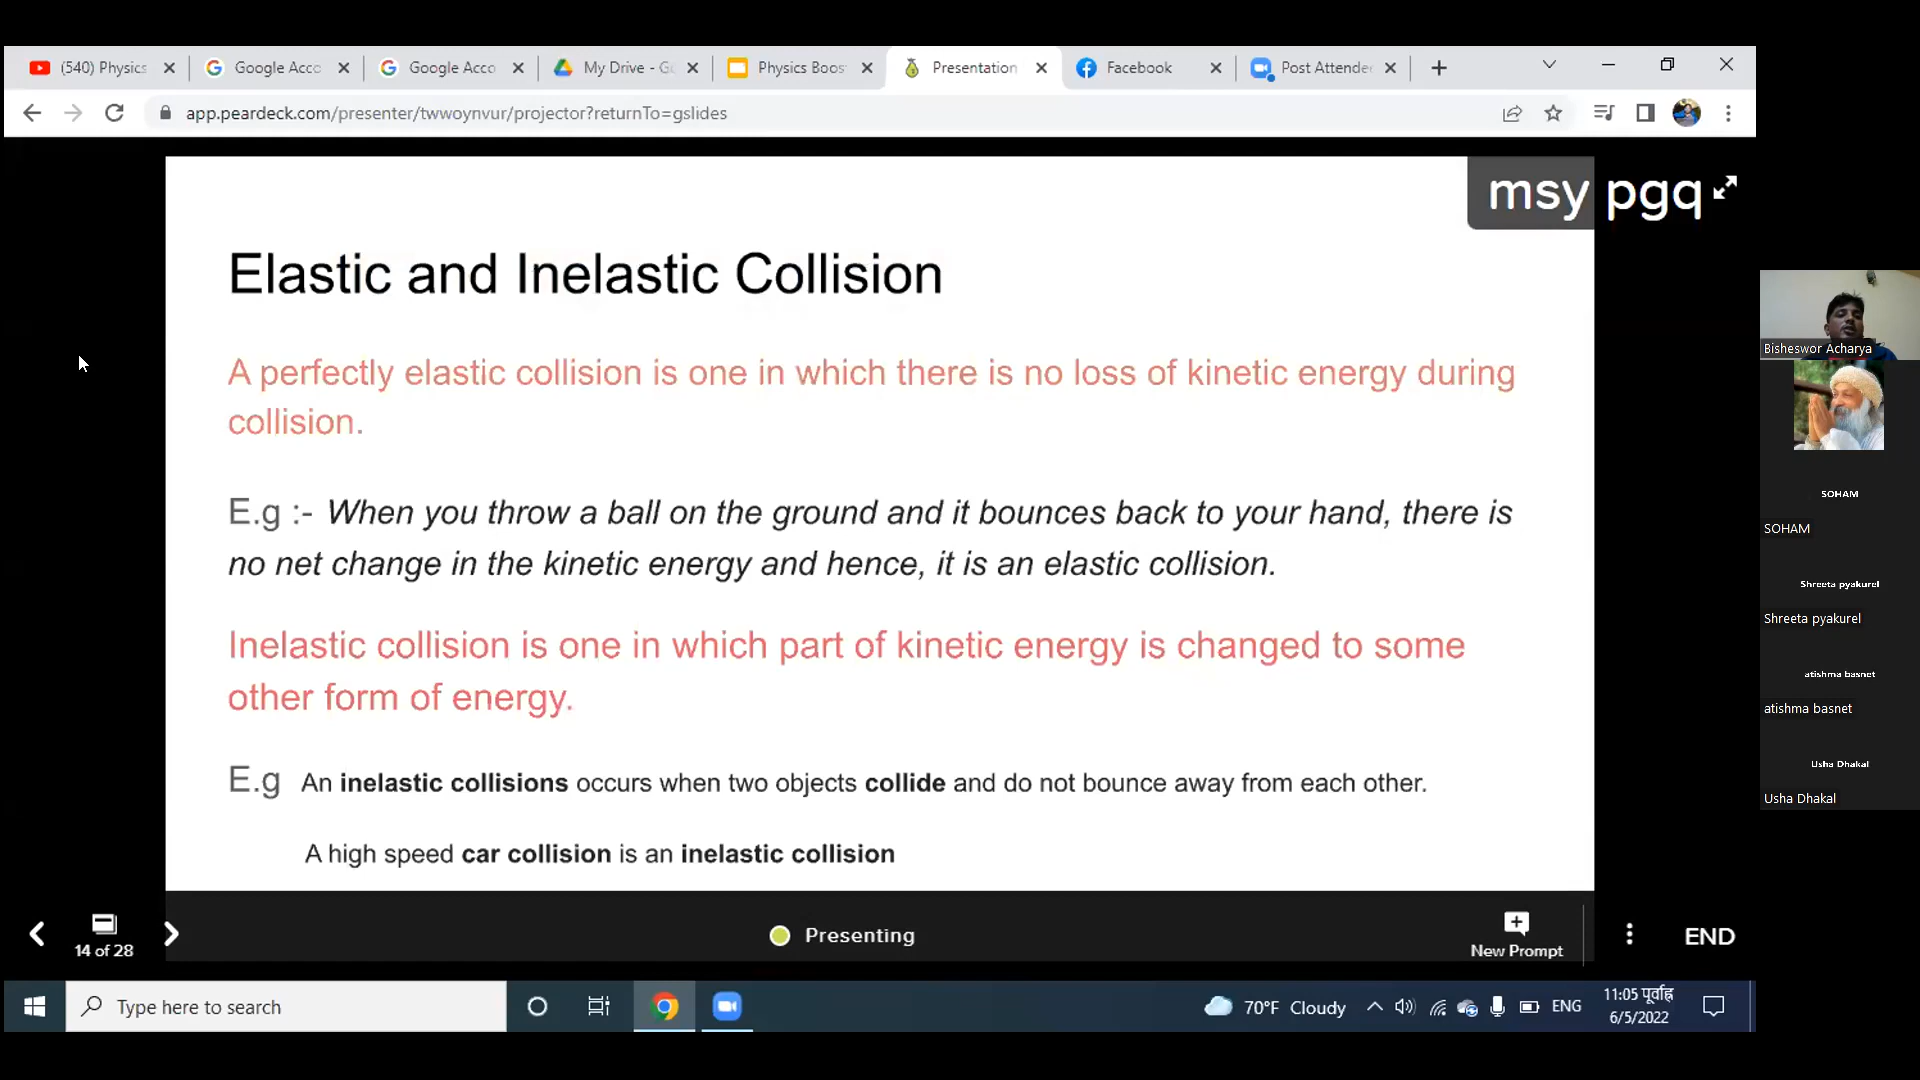 (540) Physics
Google Acco
Google Acco
My Drive - Go
Physics Boos
Presentation
Facebook
Post Attende
app.peardeck.com/presenter/twwoynvur/projector?returnTo=gslides
msy pgq
Elastic and Inelastic Collision
A perfectly elastic collision is one in which there is no loss of kinetic energy during
collision.
E.g :- When you throw a ball on the ground and it bounces back to your hand, there is
no net change in the kinetic energy and hence, it is an elastic collision.
Inelastic collision is one in which part of kinetic energy is changed to some
other form of energy.
E.g An inelastic collisions occurs when two objects collide and do not bounce away from each other.
A high speed car collision is an inelastic collision
Bisheswor Acharya
SOHAM
SOHAM
Shreeta pyakurel
Shreeta pyakurel
atishma basnet
atishma basnet
Usha Dhakal
Usha Dhakal
14 of 28
Presenting
New Prompt
END
Type here to search
70°F Cloudy
ENG
11:05 पूर्वाह्न
6/5/2022